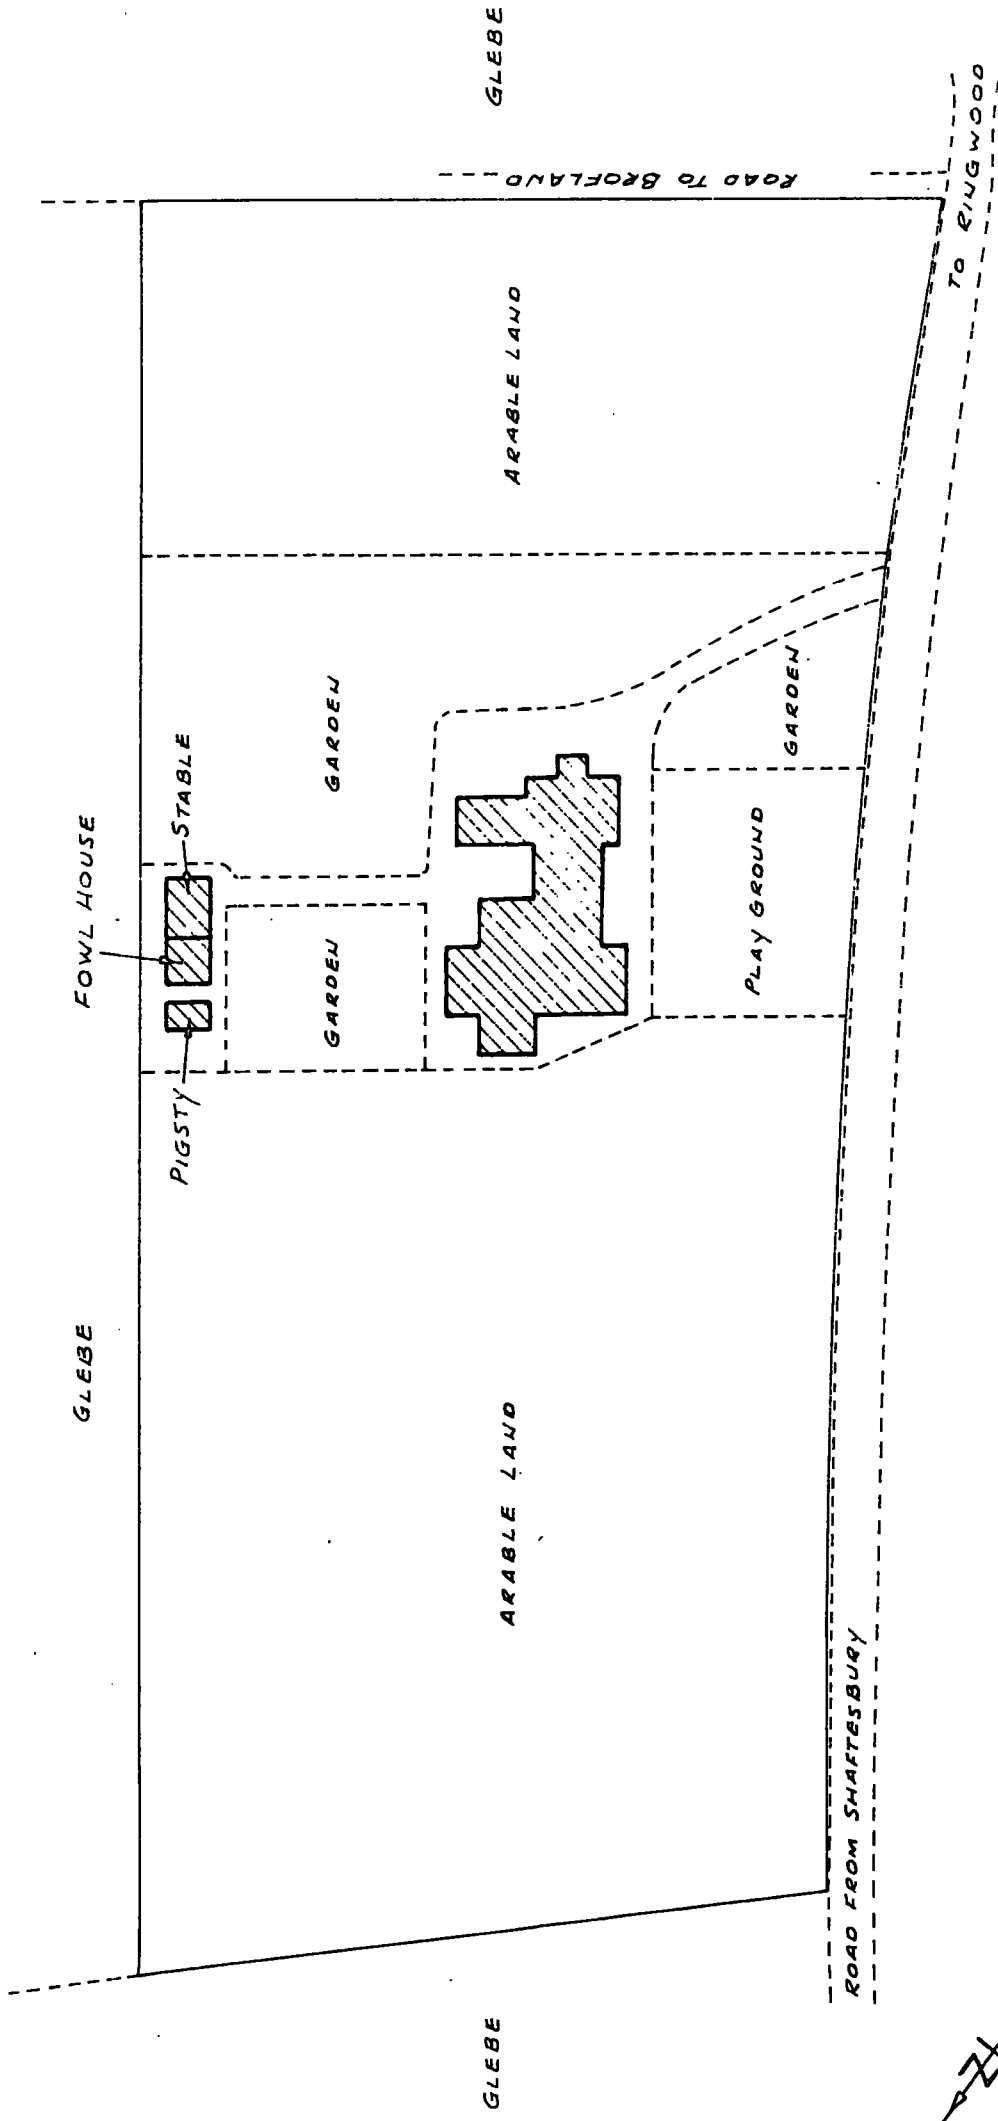 GLEBE
FOWL HOUSE
PIGSTY
STABLE
GLEBE
GLEBE
GARDEN
GARDEN
ARABLE LAND
ARABLE LAND
ROAD TO BROFLAND
PLAY GROUND
GARDEN
ROAD FROM SHAFTESBURY
TO RINGWOOD
N